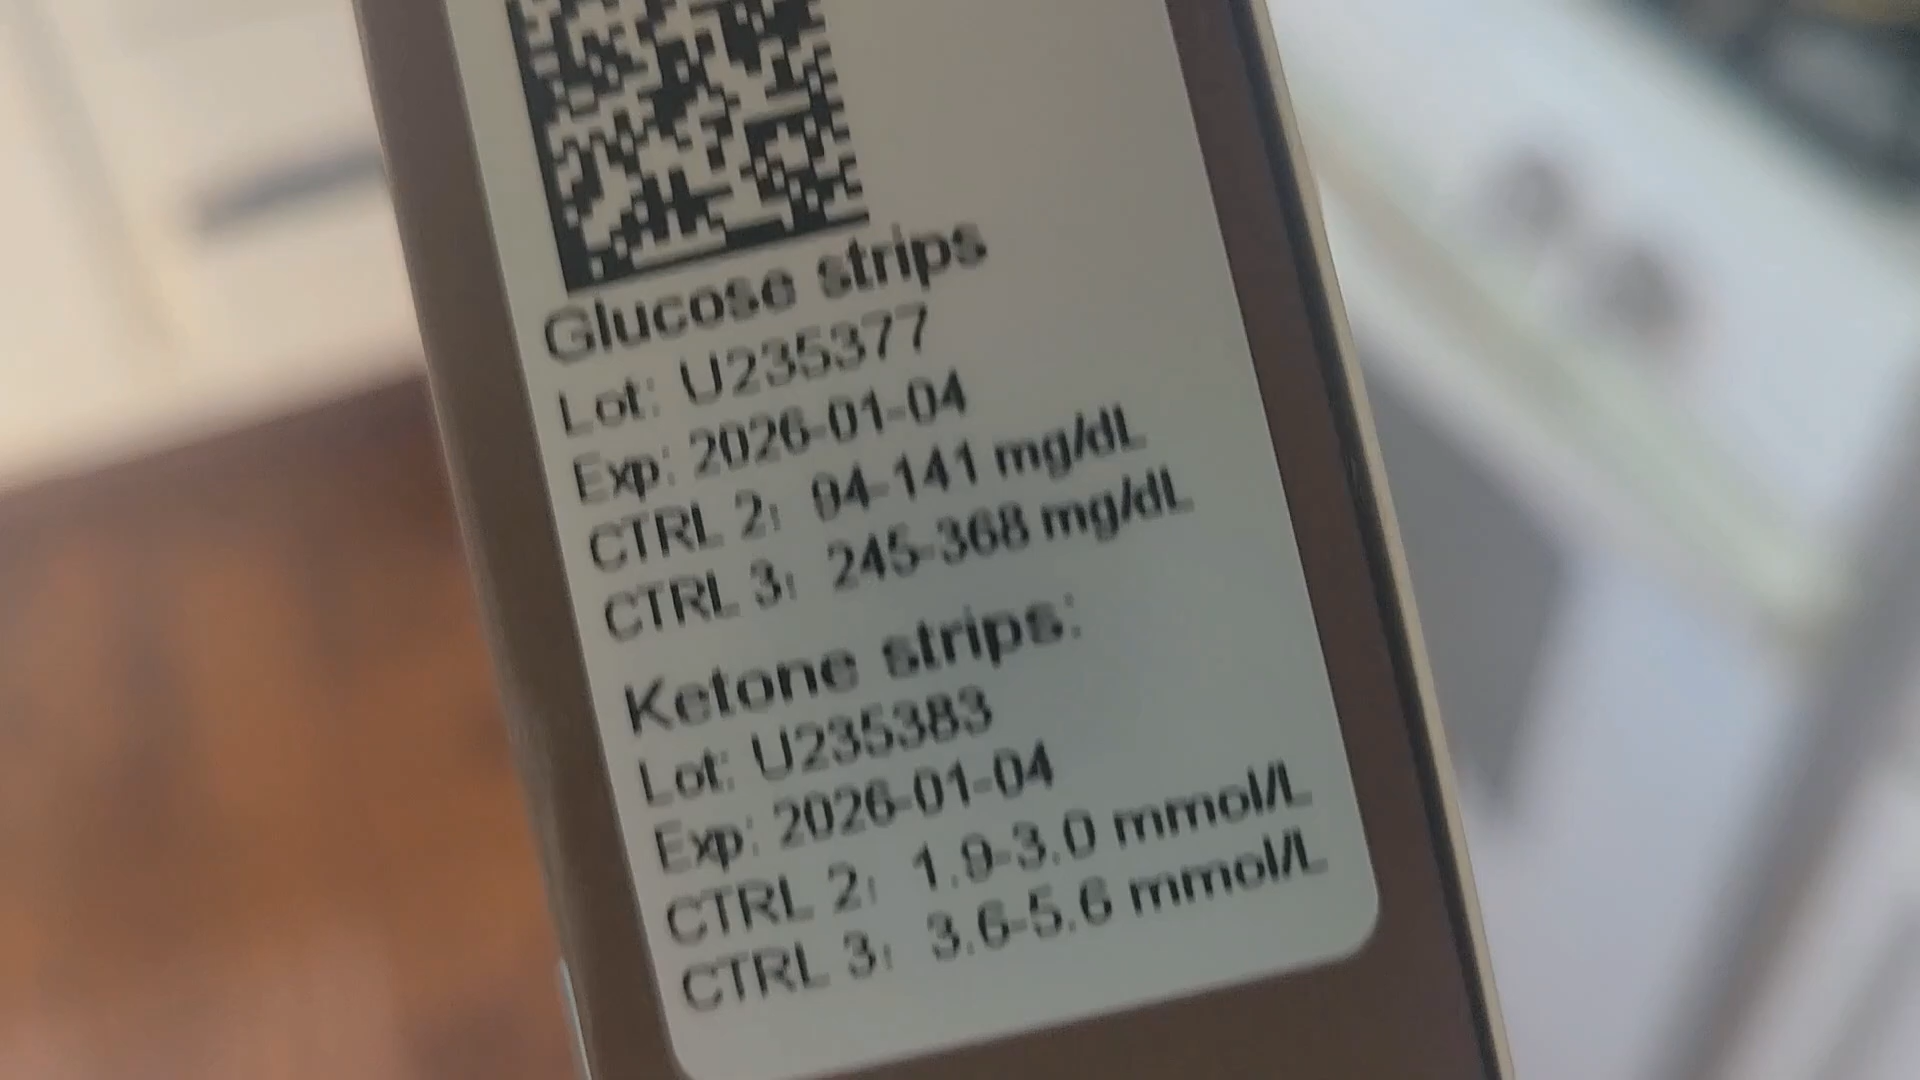 Glucose strips
Lot: U235377
Exp: 2026-01-04
CTRL 2: 94-141 mg/dL
CTRL 3: 245-368 mg/dL
Ketone strips:
Lot: U235383
Exp: 2026-01-04
CTRL 2: 1.9-3.0 mmol/L
CTRL 3: 3.6-5.6 mmol/L